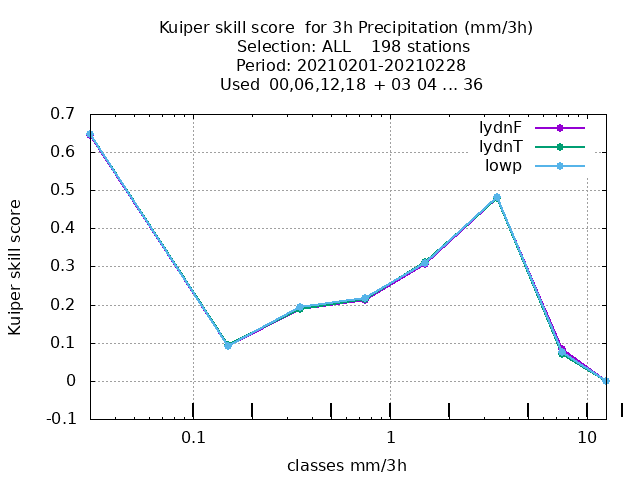 Kuiper skill score  for 3h Precipitation (mm/3h)
Selection: ALL    198 stations
Period: 20210201-20210228
Used  00,06,12,18  + 03 04 ... 36
0.7
0.6
0.5
0.4
0.3
0.2
0.1
0
-0.1
Kuiper skill score
lydnF
lydnT
lowp
0.1
1
10
classes mm/3h